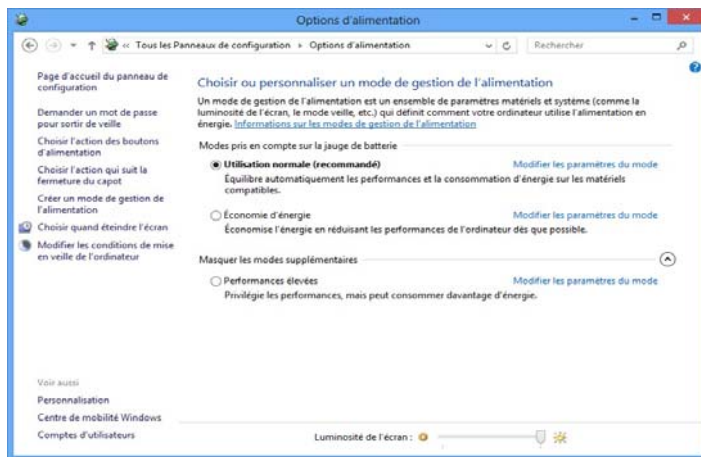 Options d'alimentation
« Tous les Panneaux de configuration › Options d'alimentation
Rechercher
Page d'accueil du panneau de
configuration
Demander un mot de passe
pour sortir de veille
Choisir l'action des boutons
d'alimentation
Choisir l'action qui suit la
fermeture du capot
Créer un mode de gestion de
l'alimentation
Choisir quand éteindre l'écran
Modifier les conditions de mise
en veille de l'ordinateur
Voir aussi
Personnalisation
Centre de mobilité Windows
Comptes d'utilisateurs
Choisir ou personnaliser un mode de gestion de l'alimentation
Un mode de gestion de l'alimentation est un ensemble de paramètres matériels et système (comme la
luminosité de l'écran, le mode veille, etc.) qui définit comment votre ordinateur utilise l'alimentation en
énergie. Informations sur les modes de gestion de l'alimentation
Modes pris en compte sur la jauge de batterie
Utilisation normale (recommandé) Modifier les paramètres du mode
Équilibre automatiquement les performances et la consommation d'énergie sur les matériels
compatibles.
Économie d'énergie Modifier les paramètres du mode
Économise l'énergie en réduisant les performances de l'ordinateur dès que possible.
Masquer les modes supplémentaires
Performances élevées Modifier les paramètres du mode
Privilégie les performances, mais peut consommer davantage d'énergie.
Luminosité de l'écran :